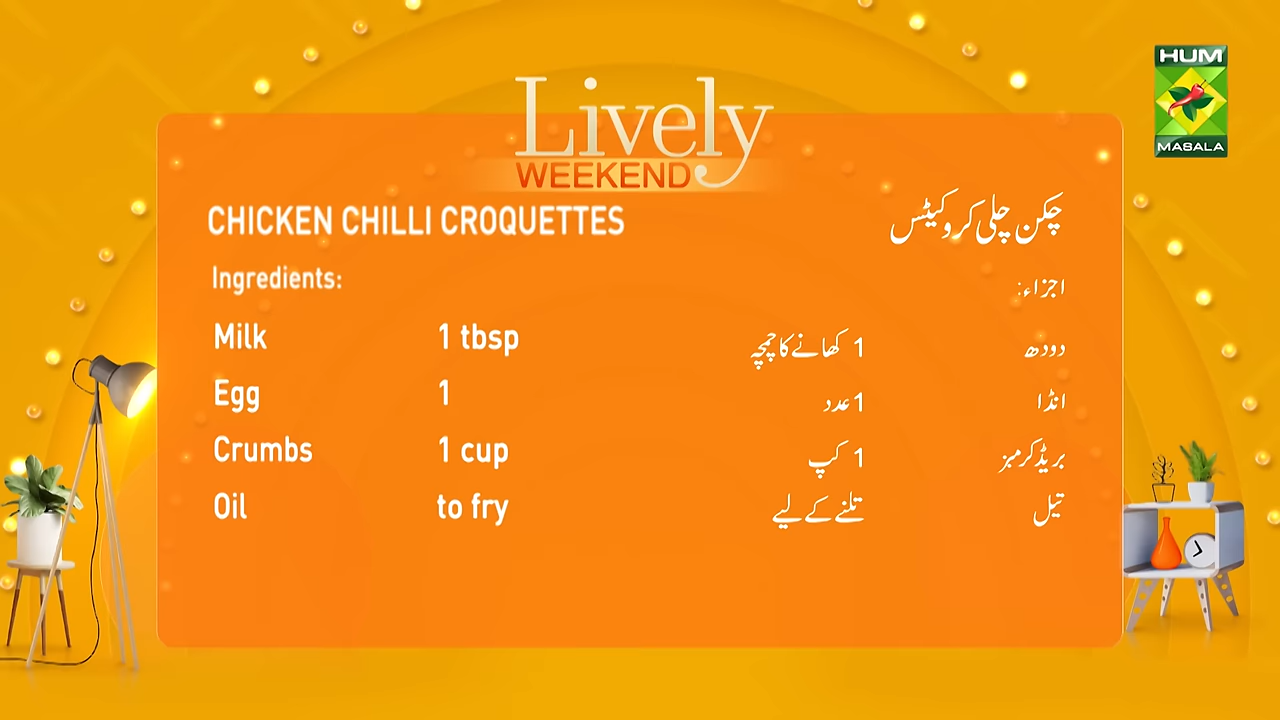 HUM
MASALA
Lively
WEEKEND
CHICKEN CHILLI CROQUETTES چکن چلی کروکیٹس
Ingredients: اجزاء:
Milk 1 tbsp 1 کھانے کا چمچہ دودھ
Egg 1 1 عدد انڈا
Crumbs 1 cup 1 کپ بریڈ کرمبز
Oil to fry تلنے کے لیے تیل